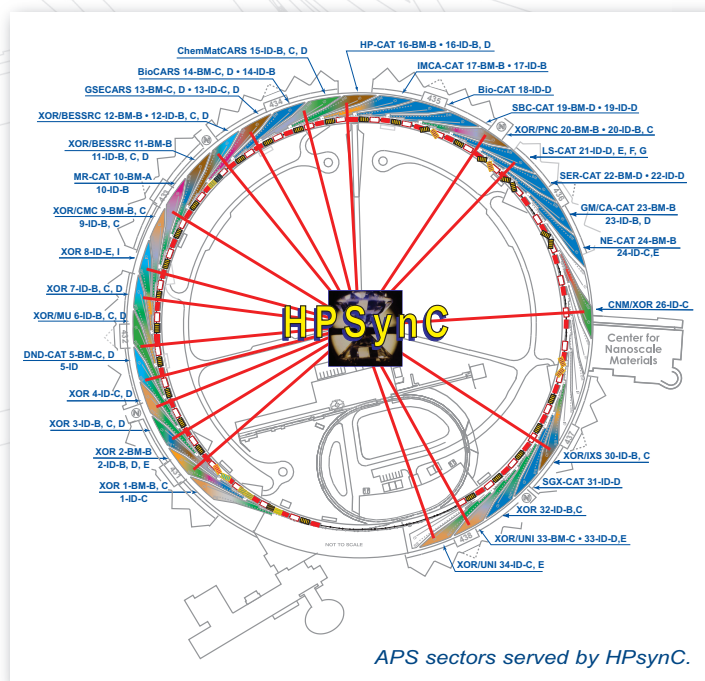 ChemMatCARS 15-ID-B, C, D
BioCARS 14-BM-C, D • 14-ID-B
GSECARS 13-BM-C, D • 13-ID-C, D
XOR/BESSRC 12-BM-B • 12-ID-B, C, D
XOR/BESSRC 11-BM-B
11-ID-B, C, D
MR-CAT 10-BM-A
10-ID-B
XOR/CMC 9-BM-B, C
9-ID-B, C
XOR 8-ID-E, I
XOR 7-ID-B, C, D
XOR/MU 6-ID-B, C, D
DND-CAT 5-BM-C, D
5-ID
XOR 4-ID-C, D
XOR 3-ID-B, C, D
XOR 2-BM-B
2-ID-B, D, E
XOR 1-BM-B, C
1-ID-C
HP-CAT 16-BM-B • 16-ID-B, D
IMCA-CAT 17-BM-B • 17-ID-B
Bio-CAT 18-ID-D
SBC-CAT 19-BM-D • 19-ID-D
XOR/PNC 20-BM-B • 20-ID-B, C
LS-CAT 21-ID-D, E, F, G
SER-CAT 22-BM-D • 22-ID-D
GM/CA-CAT 23-BM-B
23-ID-B, D
NE-CAT 24-BM-B
24-ID-C,E
CNM/XOR 26-ID-C
Center for
Nanoscale
Materials
XOR/IXS 30-ID-B, C
SGX-CAT 31-ID-D
XOR 32-ID-B,C
XOR/UNI 33-BM-C • 33-ID-D,E
XOR/UNI 34-ID-C, E
HPSynC
434
435
436
437
438
432
N
N
N
N
NOT TO SCALE
APS sectors served by HPsynC.